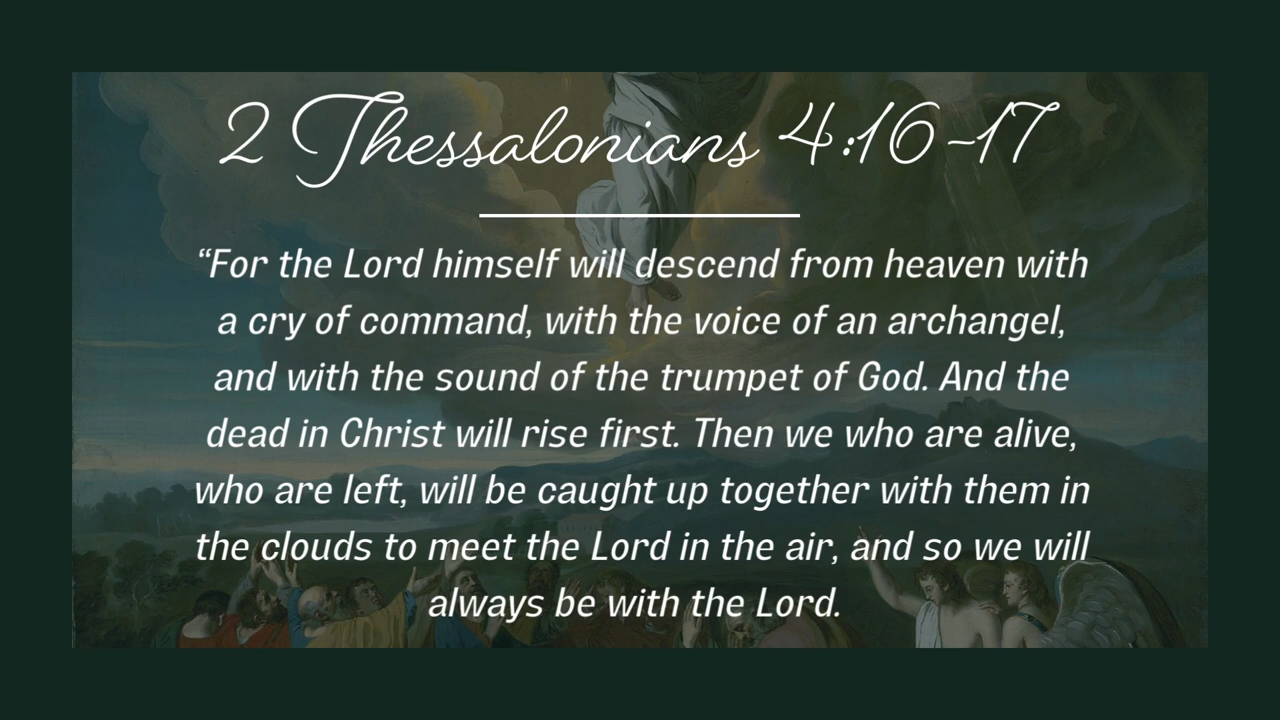 2 Thessalonians 4:16-17
“For the Lord himself will descend from heaven with
a cry of command, with the voice of an archangel,
and with the sound of the trumpet of God. And the
dead in Christ will rise first. Then we who are alive,
who are left, will be caught up together with them in
the clouds to meet the Lord in the air, and so we will
always be with the Lord.